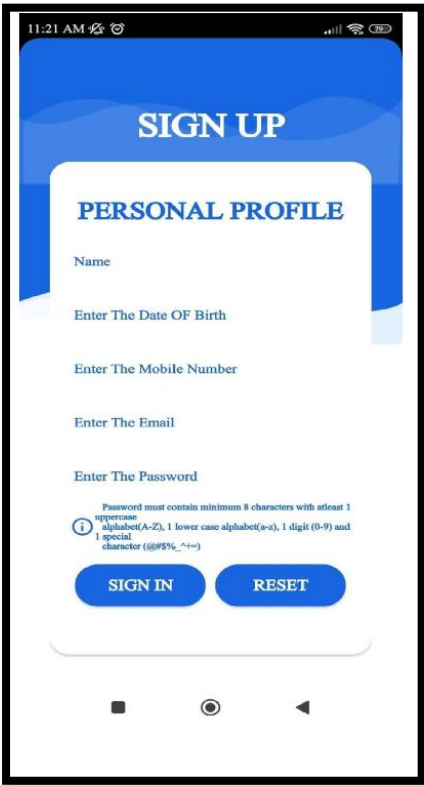 11:21 AM
79
SIGN UP
PERSONAL PROFILE
Name
Enter The Date OF Birth
Enter The Mobile Number
Enter The Email
Enter The Password
Password must contain minimum 8 characters with atleast 1
uppercase
alphabet(A-Z), 1 lower case alphabet(a-z), 1 digit (0-9) and
1 special
character (@#$%_^+=)
SIGN IN RESET